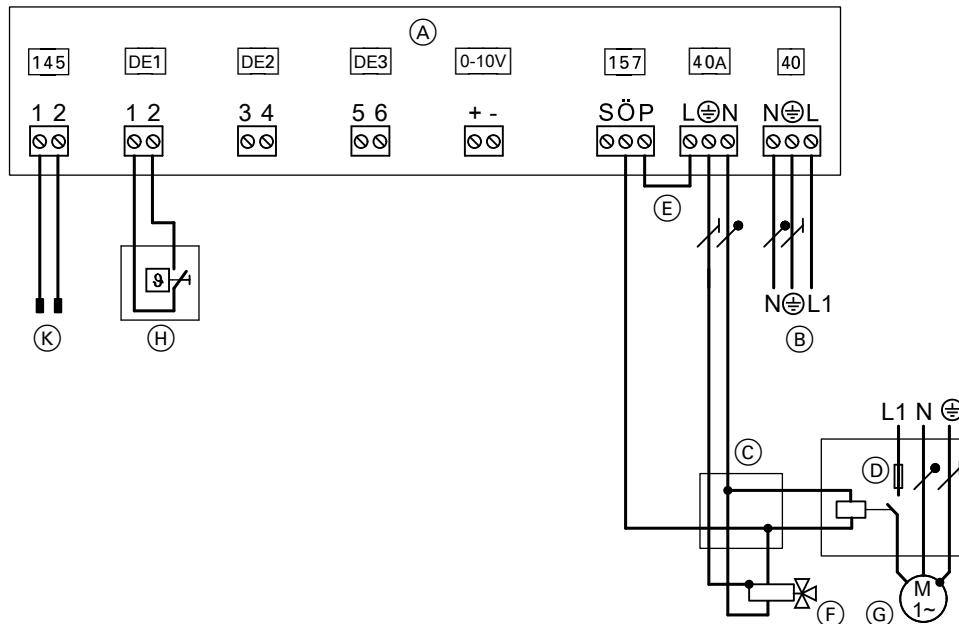 A
145 DE1 DE2 DE3 0-10V 157 40A 40
1 2 1 2 3 4 5 6 + - S Ö P L N N L
E
N L1
K H B
L1 N
C
D
M
1~
F G
ϑ